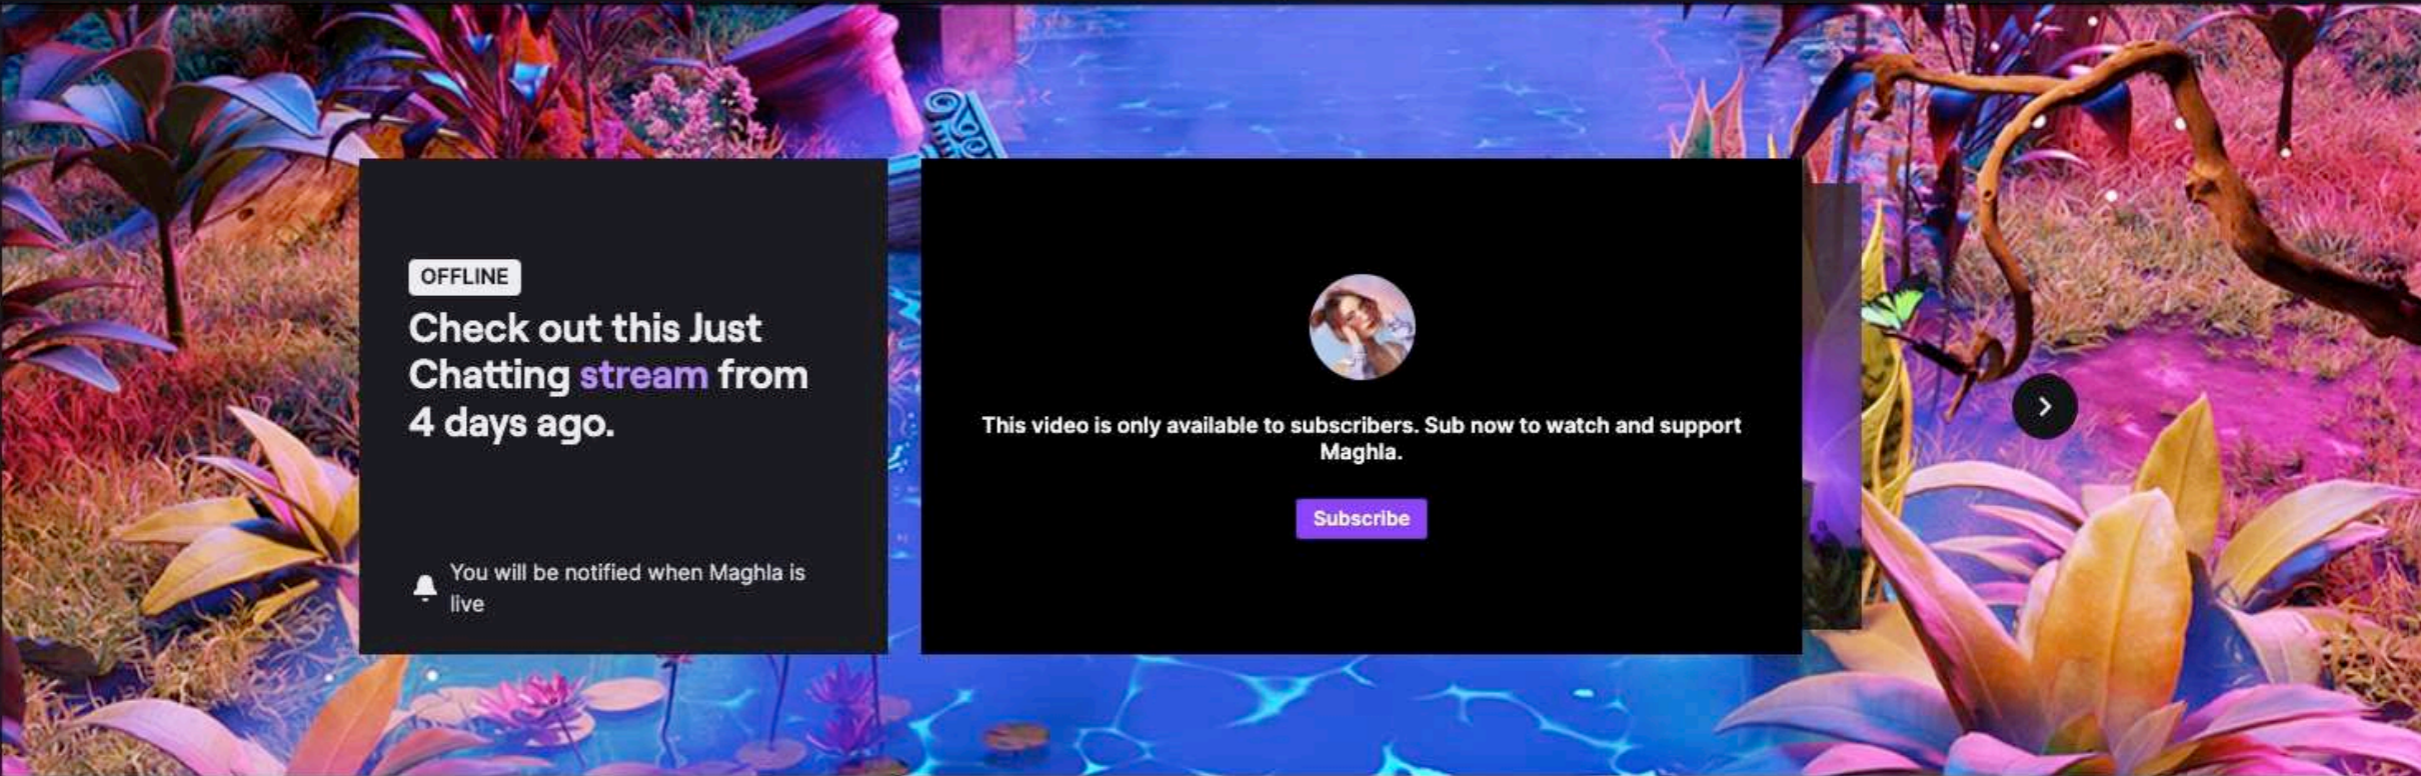 OFFLINE
Check out this Just
Chatting stream from
4 days ago.
You will be notified when Maghla is
live
This video is only available to subscribers. Sub now to watch and support
Maghla.
Subscribe